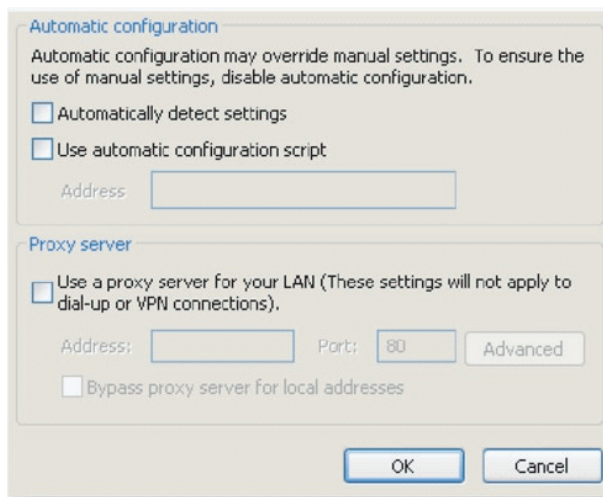 Automatic configuration
Automatic configuration may override manual settings. To ensure the
use of manual settings, disable automatic configuration.
Automatically detect settings
Use automatic configuration script
Address
Proxy server
Use a proxy server for your LAN (These settings will not apply to
dial-up or VPN connections).
Address: Port: 80 Advanced
Bypass proxy server for local addresses
OK Cancel